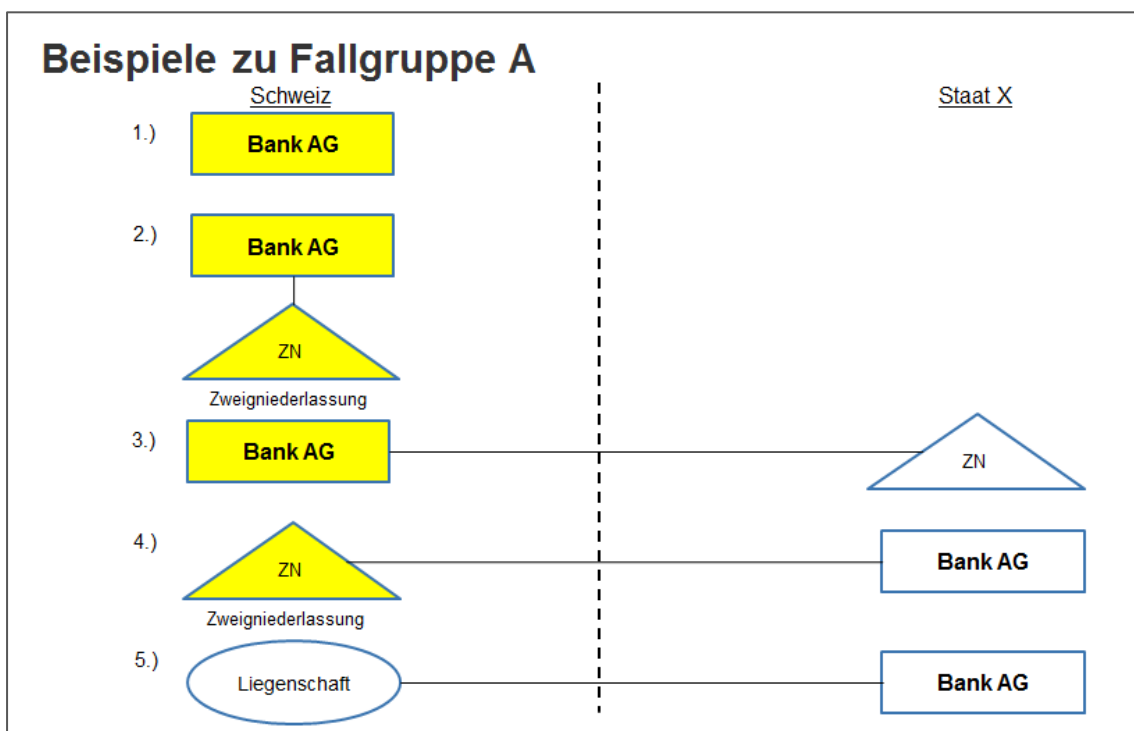 Beispiele zu Fallgruppe A
Schweiz
Staat X
1.)
Bank AG
2.)
Bank AG
ZN
Zweigniederlassung
3.)
Bank AG
ZN
4.)
ZN
Bank AG
Zweigniederlassung
5.)
Liegenschaft
Bank AG